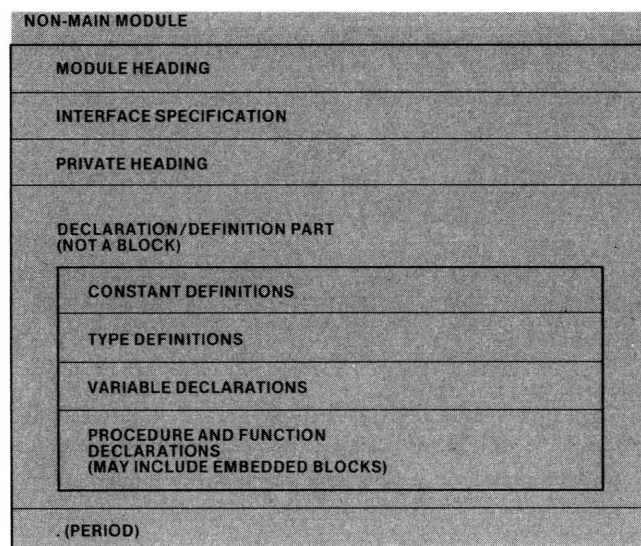 NON-MAIN MODULE
MODULE HEADING
INTERFACE SPECIFICATION
PRIVATE HEADING
DECLARATION/DEFINITION PART
(NOT A BLOCK)
CONSTANT DEFINITIONS
TYPE DEFINITIONS
VARIABLE DECLARATIONS
PROCEDURE AND FUNCTION
DECLARATIONS
(MAY INCLUDE EMBEDDED BLOCKS)
. (PERIOD)